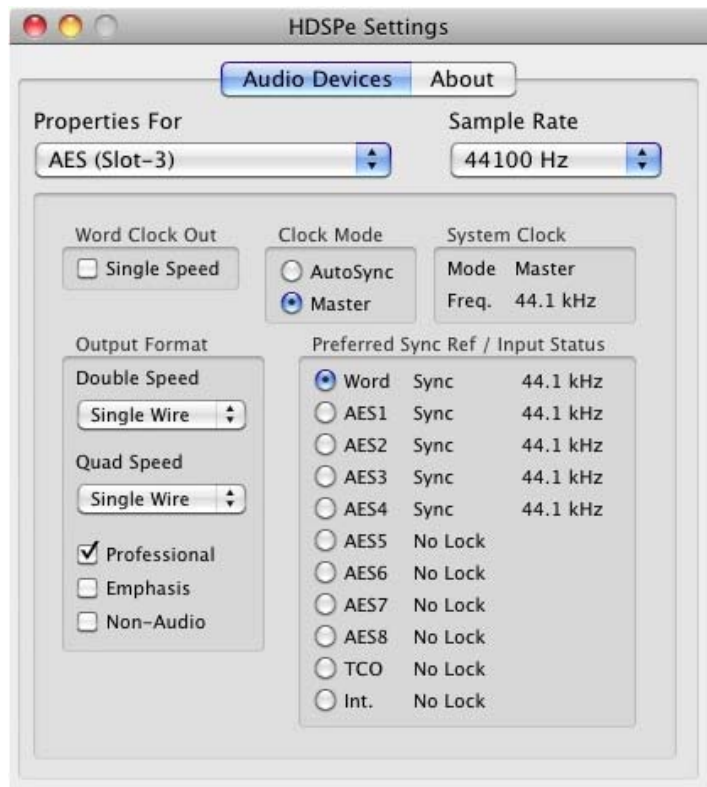 HDSPe Settings
Audio Devices About
Properties For Sample Rate
AES (Slot-3) 44100 Hz
Word Clock Out Clock Mode System Clock
Single Speed AutoSync Mode Master
Master Freq. 44.1 kHz
Output Format Preferred Sync Ref / Input Status
Double Speed Word Sync 44.1 kHz
Single Wire AES1 Sync 44.1 kHz
AES2 Sync 44.1 kHz
Quad Speed AES3 Sync 44.1 kHz
Single Wire AES4 Sync 44.1 kHz
Professional AES5 No Lock
Emphasis AES6 No Lock
Non-Audio AES7 No Lock
AES8 No Lock
TCO No Lock
Int. No Lock